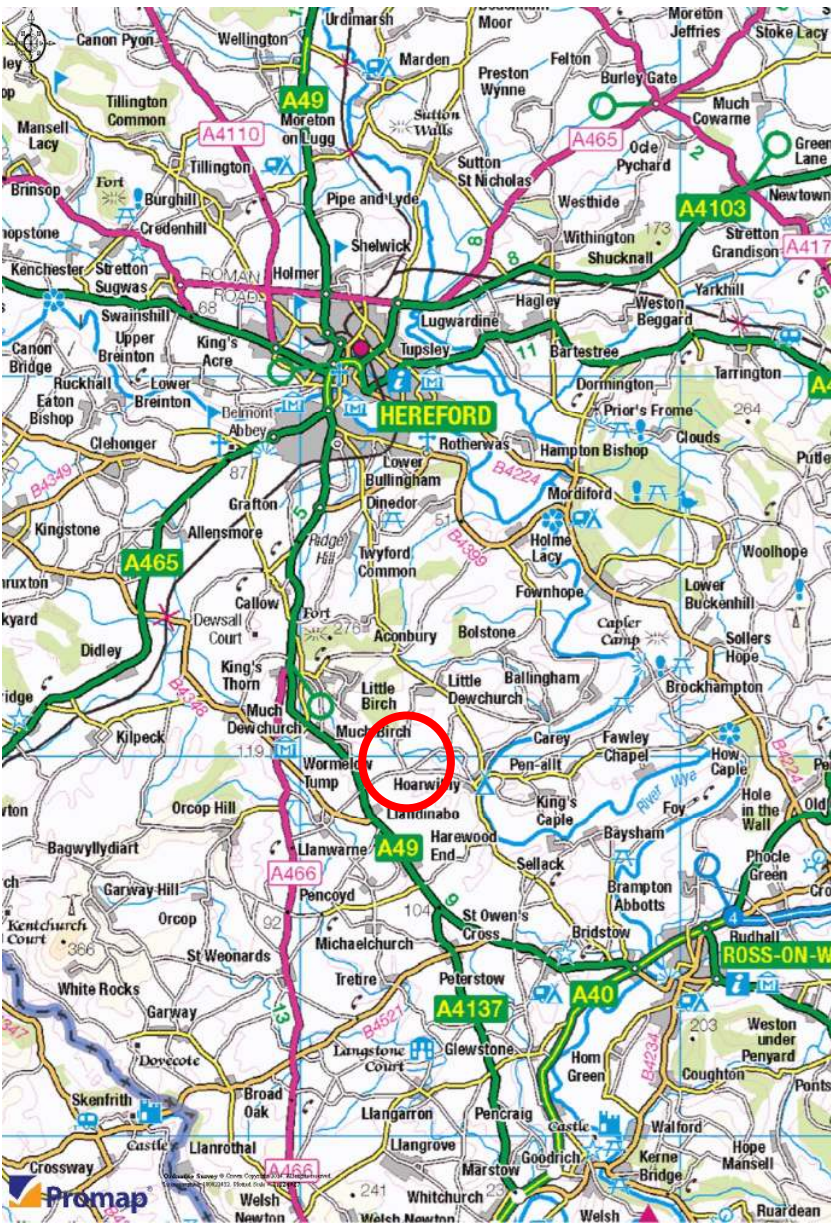 Urdimarsh
Moor
Moreton
Jeffries
Stoke Lacy
Canon Pyon
Wellington
Marden
Felton
Preston
Wynne
Burley Gate
Tillington
Common
A49
Moreton
on Lugg
Sutton
Walls
Much
Cowarne
Mansell
Lacy
A4110
A465
Ocle
Pychard
Green
Lane
Tillington
Sutton
St Nicholas
2
Brinsop
Fort
Burghill
Pipe and Lyde
Westhide
A4103
Newtown
Credenhill
Withington
173
Stretton
Grandison
A417
Shelwick
8
8
Shucknall
Kenchester
Stretton
Sugwas
ROMAN
ROAD
Holmer
Yarkhill
5
Swainshill
68
Hagley
Weston
Beggard
Lugwardine
Canon
Bridge
Upper
Breinton
King's
Acre
Tupsley
11
Bartestree
Tarrington
Ruckhall
Lower
Breinton
Dormington
Eaton
Bishop
Belmont
Abbey
HEREFORD
Prior's Frome
264
Clehonger
Rotherwas
Hampton Bishop
Clouds
B4349
87
Lower
Bullingham
B4224
Mordiford
Grafton
5
Dinedor
Kingstone
Allensmore
Ridge
Hill
51
Holme
Lacy
A465
Twyford
Common
B4399
Woolhope
Callow
Fownhope
Lower
Buckenhill
Dewsall
Court
Fort
276
Aconbury
Bolstone
Capler
Camp
Sollers
Hope
Didley
King's
Thorn
Little
Birch
Little
Dewchurch
Ballingham
Brockhampton
B4348
Kilpeck
Much
Dewchurch
Much Birch
Carey
Fawley
Chapel
How
Caple
B4224
119
Wormelow
Tump
Hoarwithy
Pen-allt
River Wye
Orcop Hill
Llandinabo
King's
Caple
Foy
Hole
in the
Wall
Bagwyllydiart
Llanwarne
A49
Harewood
End
Baysham
Garway Hill
A466
Sellack
Phocle
Green
Pencoyd
9
Brampton
Abbotts
Kentchurch
Court
366
Orcop
92
104
St Owen's
Cross
4
Michaelchurch
Bridstow
Rudhall
St Weonards
ROSS-ON-W
White Rocks
Tretire
Peterstow
Garway
13
A4137
A40
B4521
203
Weston
under
Penyard
Dovecote
Langstone
Court
Glewstone
Hom
Green
B4234
Coughton
Skenfrith
Broad
Oak
Llangarron
Pencraig
Castle
Walford
Castle
Llanrothal
Llangrove
Goodrich
Kerne
Bridge
Hope
Mansell
Crossway
A466
Marstow
Promap
Welsh
Newton
241
Whitchurch
Welsh Newton
Welsh
Ruardean